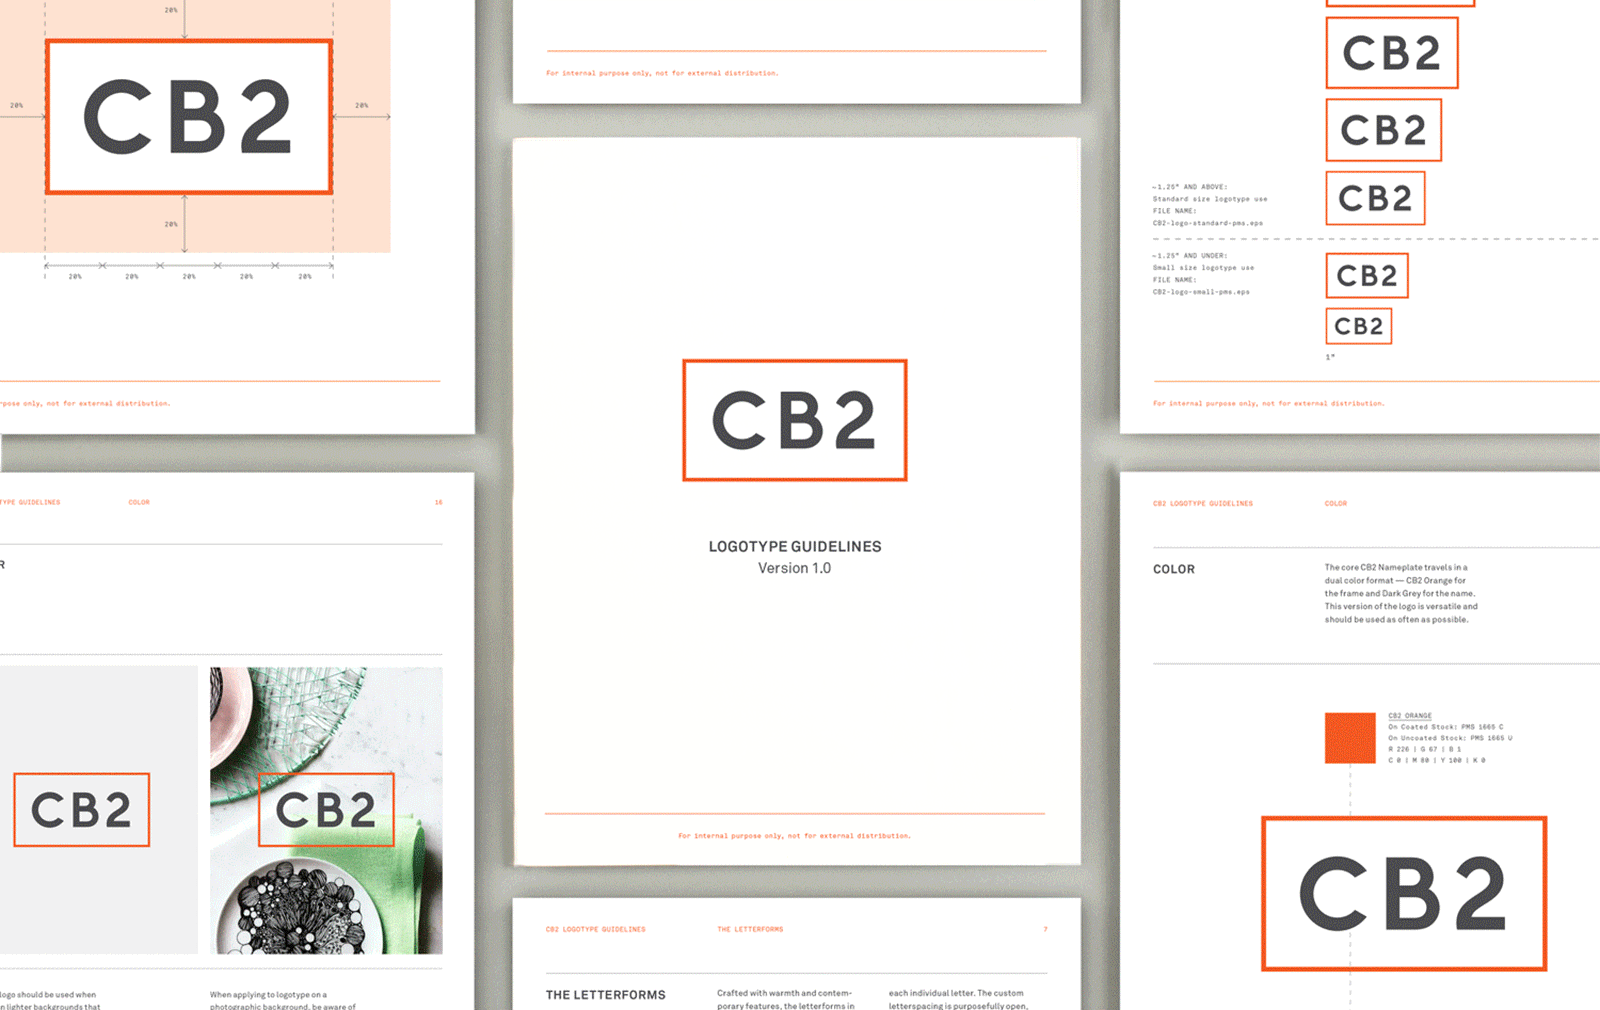 20%
CB2
20%
20%
20%
20%
20%
20%
20%
20%
pose only, not for external distribution.
For internal purpose only, not for external distribution.
CB2
CB2
CB2
~1.25" AND ABOVE:
Standard size logotype use
FILE NAME:
CB2-logo-standard-pms.eps
~1.25" AND UNDER:
Small size logotype use
FILE NAME:
CB2-logo-small-pms.eps
CB2
CB2
1"
For internal purpose only, not for external distribution.
CB2
LOGOTYPE GUIDELINES
Version 1.0
For internal purpose only, not for external distribution.
TYPE GUIDELINES
COLOR
16
R
CB2
CB2
logo should be used when
n lighter backgrounds that
When applying to logotype on a
photographic background, be aware of
CB2 LOGOTYPE GUIDELINES
THE LETTERFORMS
7
THE LETTERFORMS
Crafted with warmth and contem-
porary features, the letterforms in
each individual letter. The custom
letterspacing is purposefully open,
CB2 LOGOTYPE GUIDELINES
COLOR
COLOR
The core CB2 Nameplate travels in a
dual color format — CB2 Orange for
the frame and Dark Grey for the name.
This version of the logo is versatile and
should be used as often as possible.
CB2 ORANGE
On Coated Stock: PMS 1665 C
On Uncoated Stock: PMS 1665 U
R 226 | G 67 | B 1
C 0 | M 80 | Y 100 | K 0
CB2